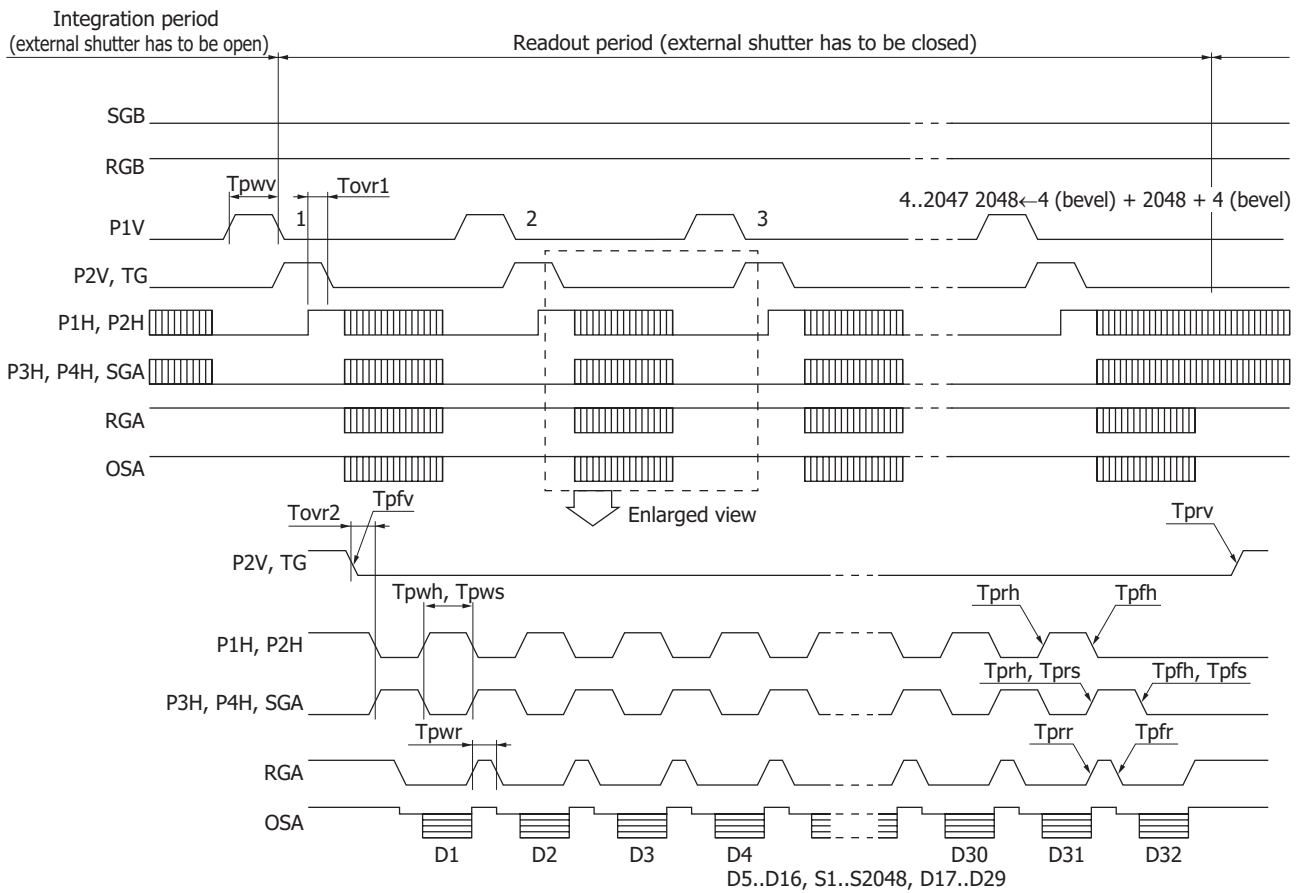 Integration period
(external shutter has to be open)
Readout period (external shutter has to be closed)
SGB
RGB
Tpwv
Tovr1
4..2047 2048←4 (bevel) + 2048 + 4 (bevel)
P1V
1
2
3
P2V, TG
P1H, P2H
P3H, P4H, SGA
RGA
OSA
Enlarged view
Tovr2
Tpfv
Tprv
P2V, TG
Tpwh, Tpws
Tprh
Tpfh
P1H, P2H
Tprh, Tprs
Tpfh, Tpfs
P3H, P4H, SGA
Tpwr
Tprr
Tpfr
RGA
OSA
D1
D2
D3
D4
D30
D31
D32
D5..D16, S1..S2048, D17..D29